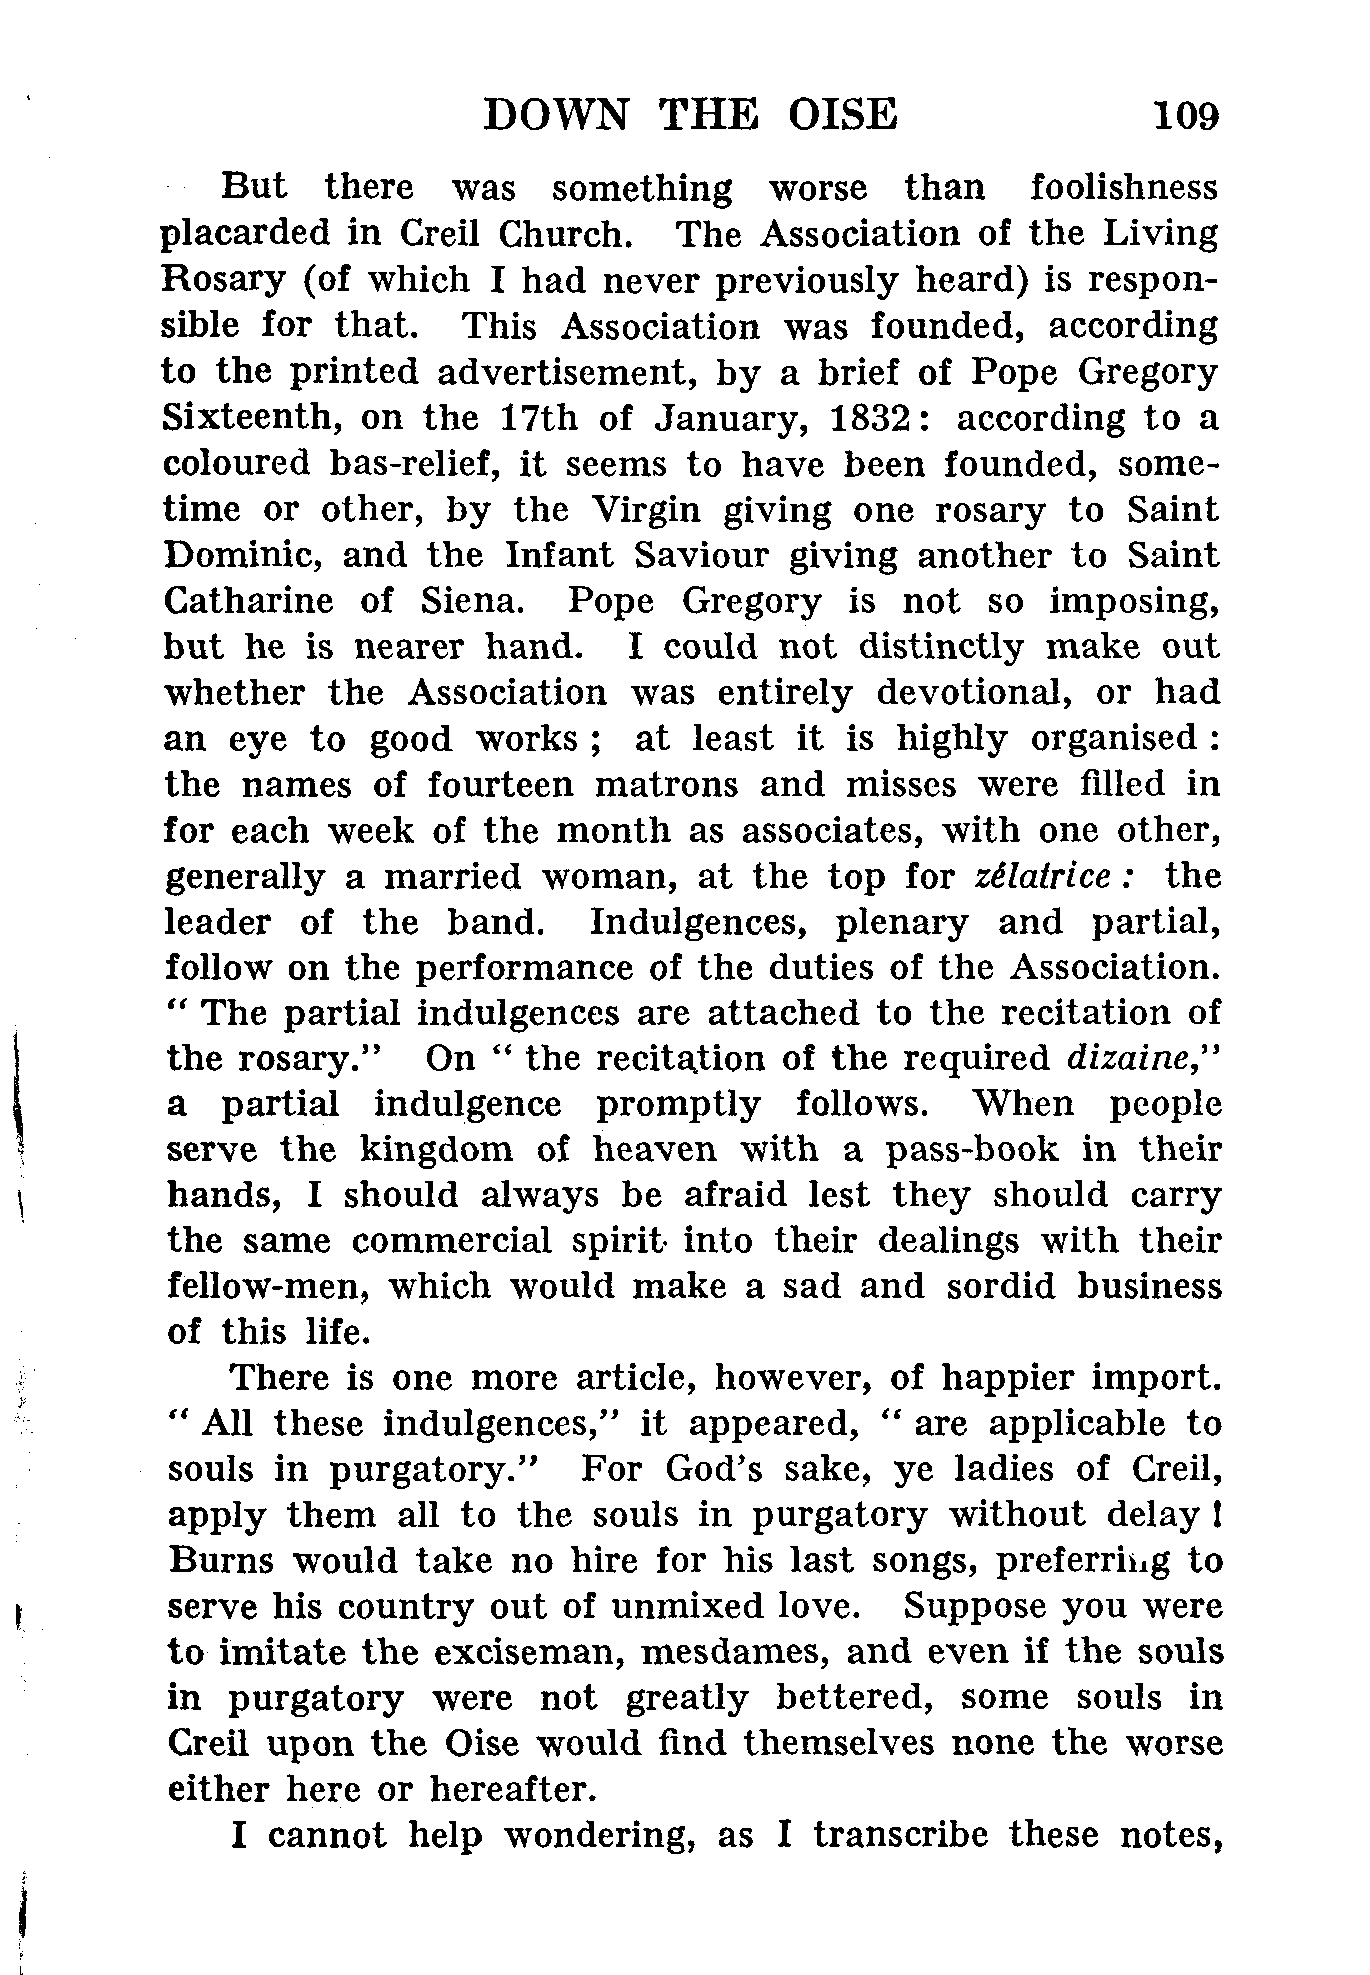 DOWN THE OISE 109
But there was something worse than foolishness
placarded in Creil Church. The Association of the Living
Rosary (of which I had never previously heard) is respon-
sible for that. This Association was founded, according
to the printed advertisement, by a brief of Pope Gregory
Sixteenth, on the 17th of January, 1832: according to a
coloured bas-relief, it seems to have been founded, some-
time or other, by the Virgin giving one rosary to Saint
Dominic, and the Infant Saviour giving another to Saint
Catharine of Siena. Pope Gregory is not so imposing,
but he is nearer hand. I could not distinctly make out
whether the Association was entirely devotional, or had
an eye to good works ; at least it is highly organised :
the names of fourteen matrons and misses were filled in
for each week of the month as associates, with one other,
generally a married woman, at the top for zélatrice : the
leader of the band. Indulgences, plenary and partial,
follow on the performance of the duties of the Association.
“ The partial indulgences are attached to the recitation of
the rosary.” On “ the recitation of the required dizaine,”
a partial indulgence promptly follows. When people
serve the kingdom of heaven with a pass-book in their
hands, I should always be afraid lest they should carry
the same commercial spirit into their dealings with their
fellow-men, which would make a sad and sordid business
of this life.
There is one more article, however, of happier import.
“ All these indulgences,” it appeared, “ are applicable to
souls in purgatory.” For God’s sake, ye ladies of Creil,
apply them all to the souls in purgatory without delay !
Burns would take no hire for his last songs, preferring to
serve his country out of unmixed love. Suppose you were
to imitate the exciseman, mesdames, and even if the souls
in purgatory were not greatly bettered, some souls in
Creil upon the Oise would find themselves none the worse
either here or hereafter.
I cannot help wondering, as I transcribe these notes,